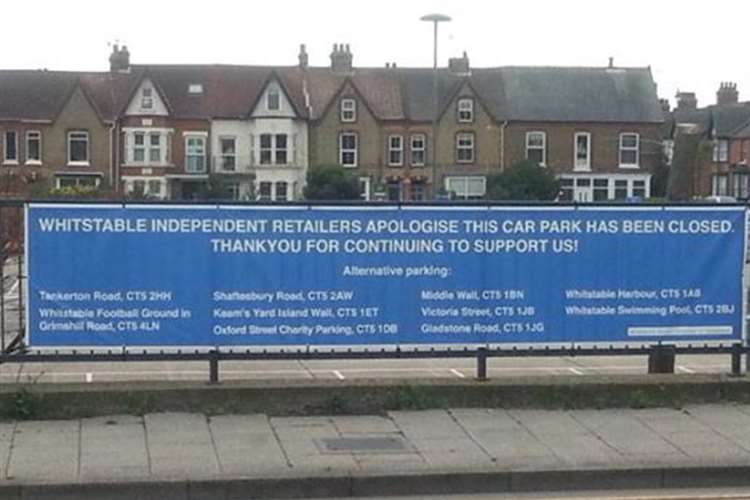 WHITSTABLE INDEPENDENT RETAILERS APOLOGISE THIS CAR PARK HAS BEEN CLOSED.
THANKYOU FOR CONTINUING TO SUPPORT US!
Alternative parking:
Tankerton Road, CT5 2HH
Whitstable Football Ground in
Grimshill Road, CT5 4LN
Shaftesbury Road, CT5 2AW
Keam's Yard Island Wall, CT5 1ET
Oxford Street Charity Parking, CT5 1DB
Middle Wall, CT5 1BN
Victoria Street, CT5 1JB
Gladstone Road, CT5 1JG
Whitstable Harbour, CT5 1AB
Whitstable Swimming Pool, CT5 2BJ